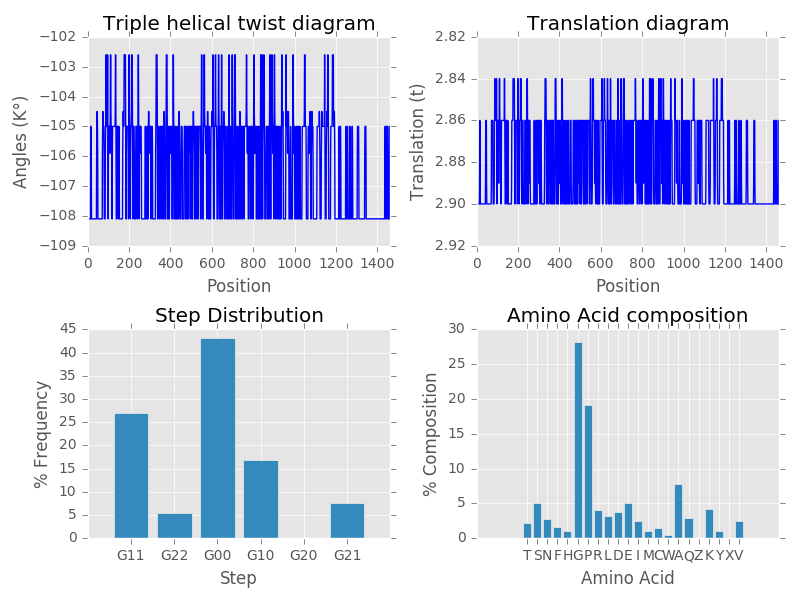 Triple helical twist diagram
−102
−103
−104
−105
−106
−107
−108
−109
Angles (K°)
0 200 400 600 800 1000 1200 1400
Position
Translation diagram
2.82
2.84
2.86
2.88
2.90
2.92
Translation (t)
0 200 400 600 800 1000 1200 1400
Position
Step Distribution
45
40
35
30
25
20
15
10
5
0
% Frequency
G11 G22 G00 G10 G20 G21
Step
Amino Acid composition
30
25
20
15
10
5
0
% Composition
T S N F H G P R L D E I M C W A Q Z K Y X V
Amino Acid